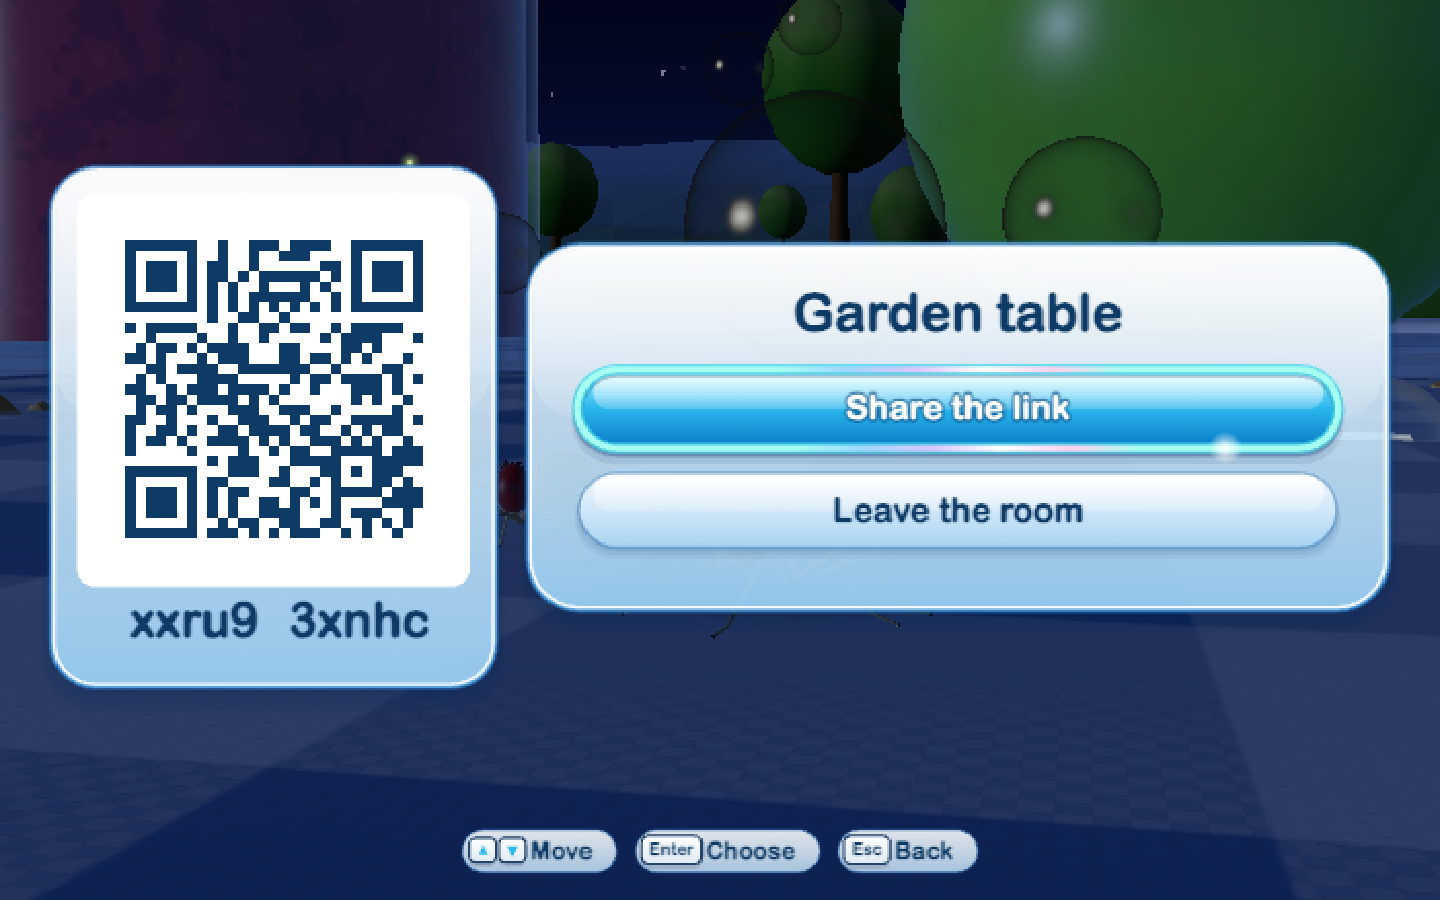 xxru9 3xnhc
Garden table
Share the link
Leave the room
Enter
Esc
Move
Choose
Back